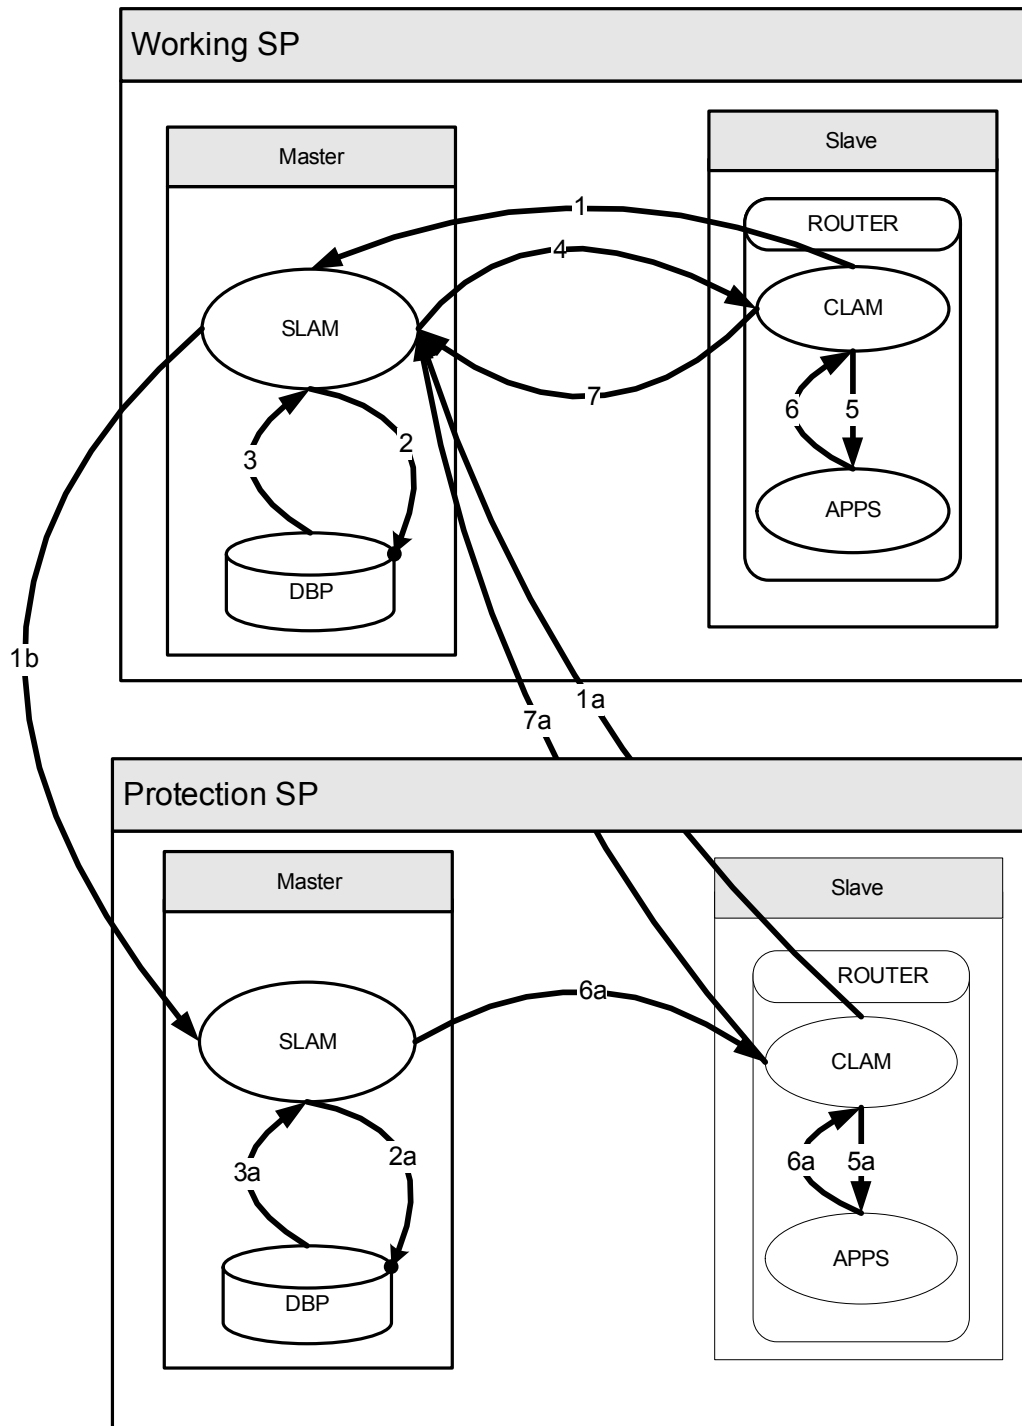 Working SP
Master
Slave
ROUTER
1
4
SLAM
CLAM
7
3
2
6
5
APPS
DBP
1b
1a
7a
Protection SP
Master
Slave
ROUTER
6a
SLAM
CLAM
3a
2a
6a
5a
APPS
DBP